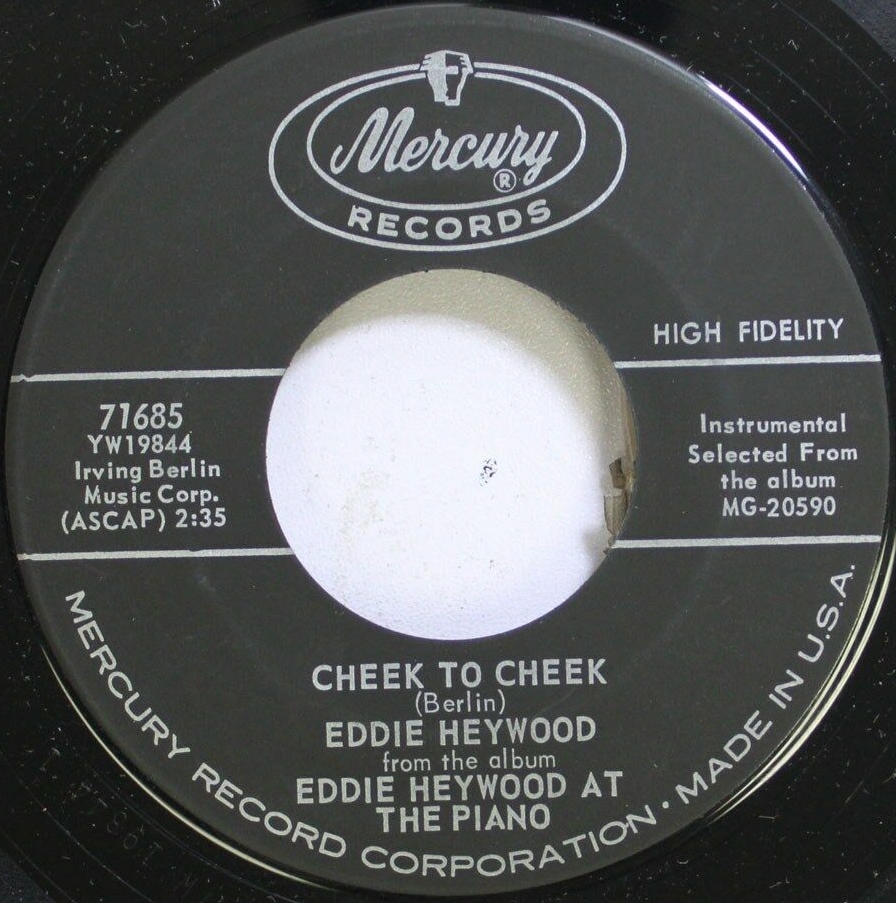 Mercury
®
RECORDS
HIGH FIDELITY
71685
YW19844
Irving Berlin
Music Corp.
(ASCAP) 2:35
Instrumental
Selected From
the album
MG-20590
CHEEK TO CHEEK
(Berlin)
EDDIE HEYWOOD
from the album
EDDIE HEYWOOD AT
THE PIANO
MERCURY RECORD CORPORATION • MADE IN U.S.A.